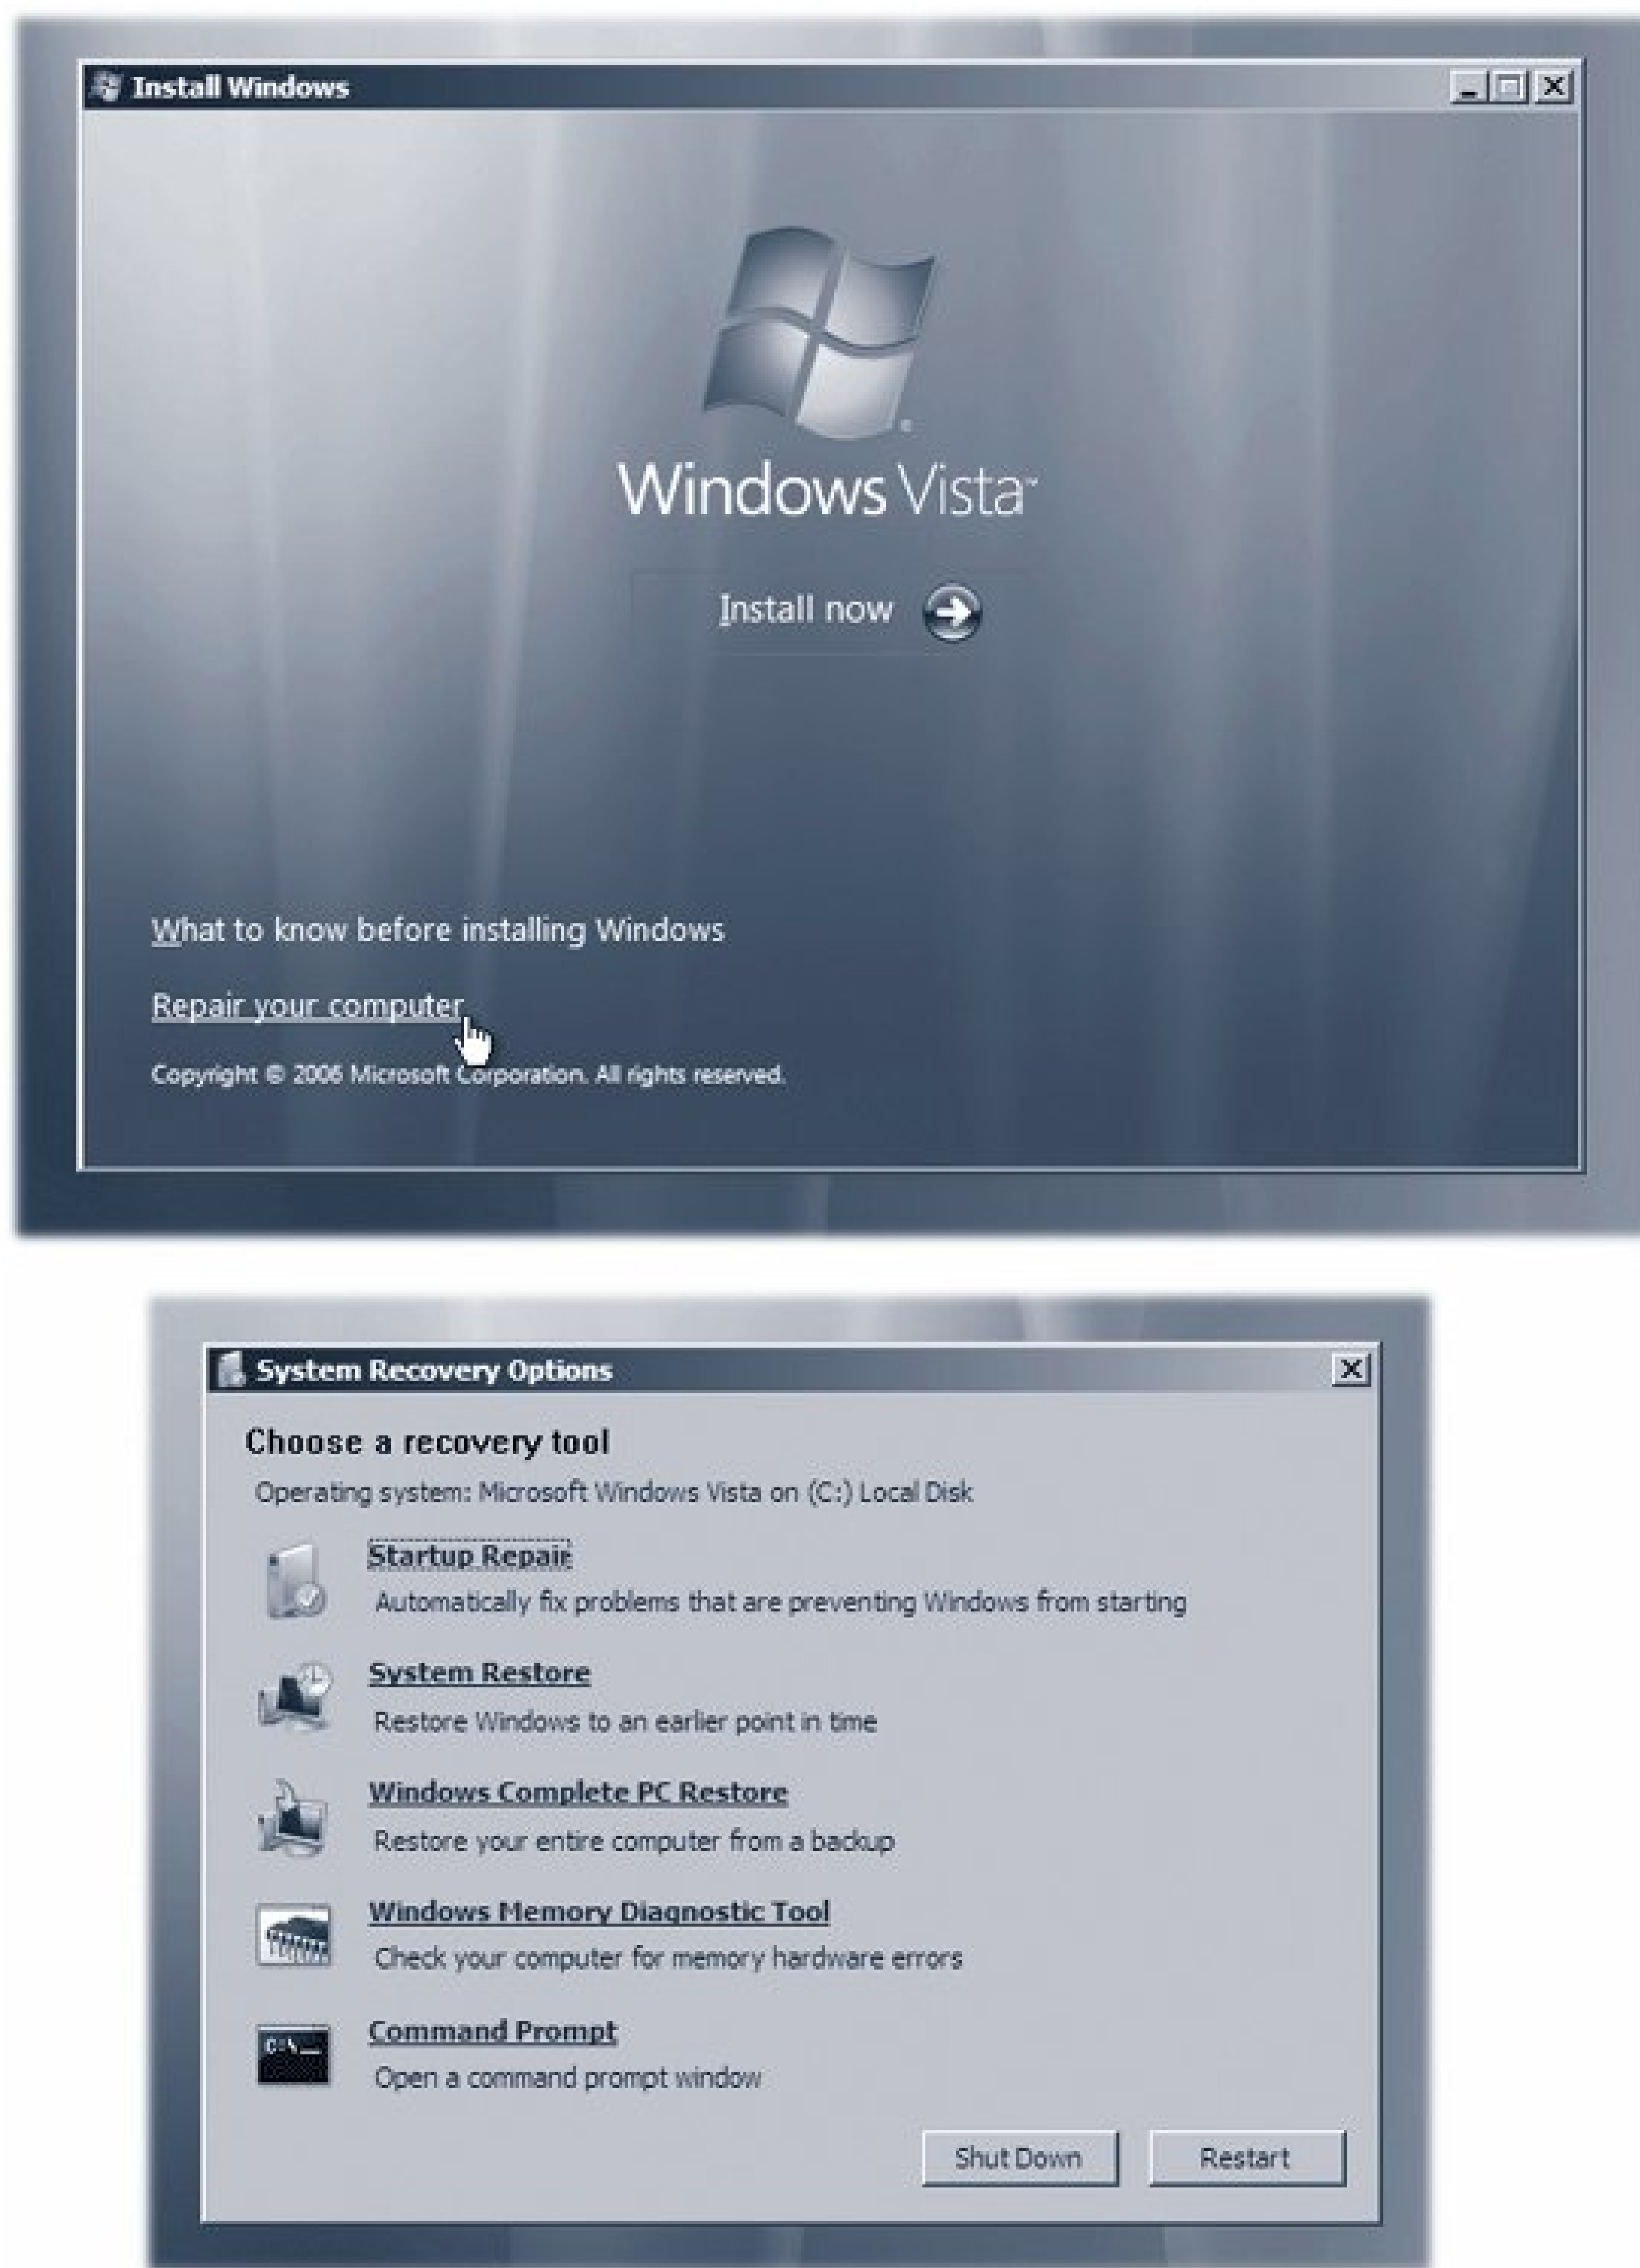 Install Windows
Windows Vista™
Install now
What to know before installing Windows
Repair your computer
Copyright © 2006 Microsoft Corporation. All rights reserved.
System Recovery Options
Choose a recovery tool
Operating system: Microsoft Windows Vista on (C:) Local Disk
Startup Repair
Automatically fix problems that are preventing Windows from starting
System Restore
Restore Windows to an earlier point in time
Windows Complete PC Restore
Restore your entire computer from a backup
Windows Memory Diagnostic Tool
Check your computer for memory hardware errors
C:\_
Command Prompt
Open a command prompt window
Shut Down Restart